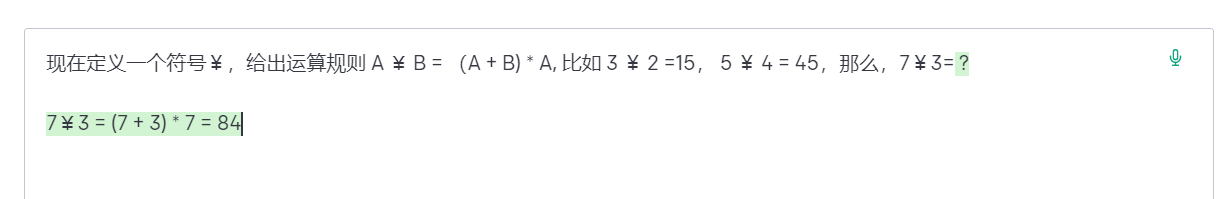 现在定义一个符号¥，给出运算规则 A ¥ B = （A + B) * A, 比如 3 ¥ 2 =15， 5 ¥ 4 = 45，那么，7¥3=?
7¥3 = (7 + 3) * 7 = 84